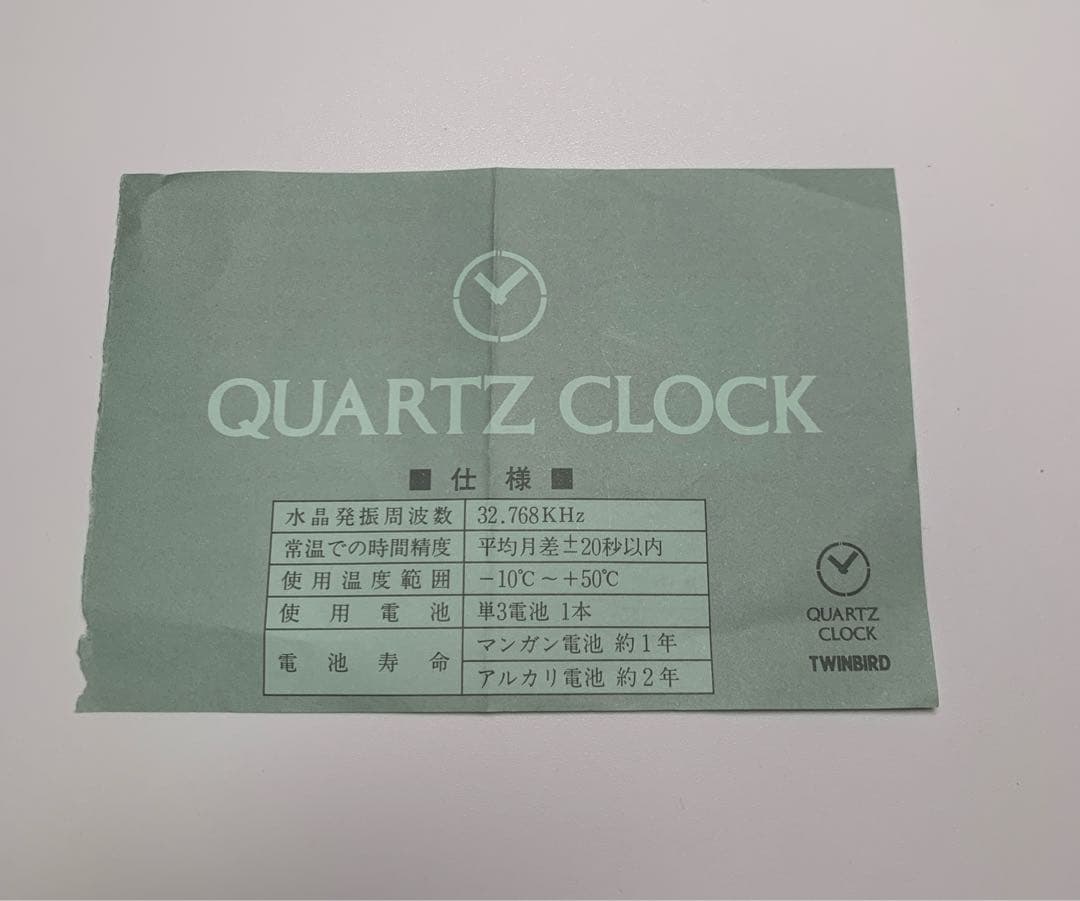 QUARTZ CLOCK
■ 仕 様 ■
水晶発振周波数 32.768KHz
常温での時間精度 平均月差±20秒以内
使用温度範囲 −10℃～+50℃
使用電池 単3電池 1本
電池寿命 マンガン電池 約1年
アルカリ電池 約2年
QUARTZ
CLOCK
TWINBIRD